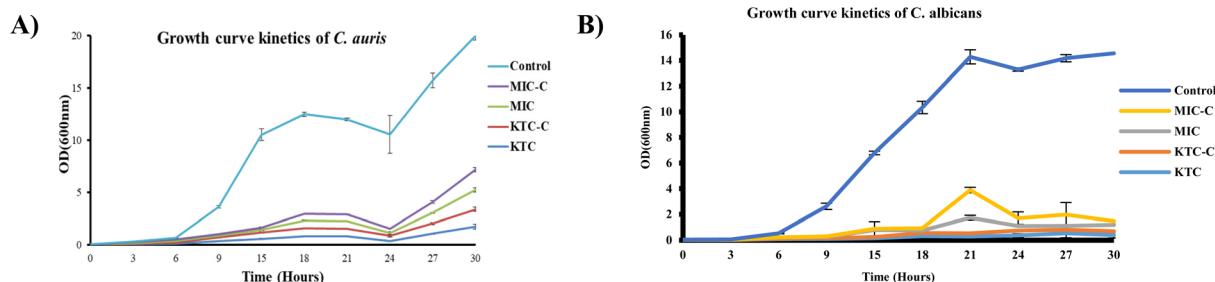 A)
Growth curve kinetics of C. auris
20
15
10
5
0
OD(600nm)
0 3 6 9 15 18 21 24 27 30
Time (Hours)
Control
MIC-C
MIC
KTC-C
KTC
B)
Growth curve kinetics of C. albicans
16
14
12
10
8
6
4
2
0
OD(600nm)
0 3 6 9 15 18 21 24 27 30
Time (Hours)
Control
MIC-C
MIC
KTC-C
KTC